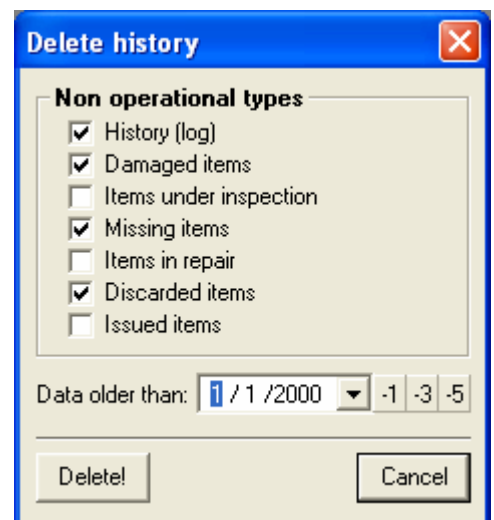 Delete history
Non operational types
History (log)
Damaged items
Items under inspection
Missing items
Items in repair
Discarded items
Issued items
Data older than: 1 / 1 /2000 -1 -3 -5
Delete! Cancel